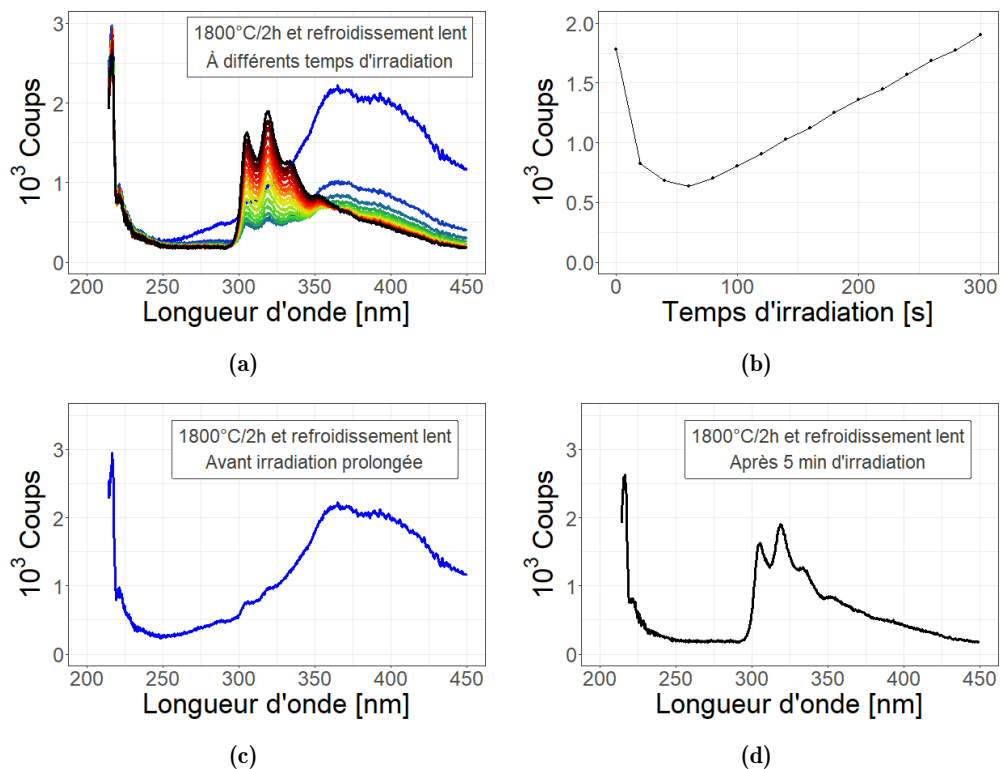 3
2
1
0
10³ Coups
1800°C/2h et refroidissement lent
À différents temps d'irradiation
200 250 300 350 400 450
Longueur d'onde [nm]
(a)
2.0
1.5
1.0
0.5
0.0
10³ Coups
0 100 200 300
Temps d'irradiation [s]
(b)
3
2
1
0
10³ Coups
1800°C/2h et refroidissement lent
Avant irradiation prolongée
200 250 300 350 400 450
Longueur d'onde [nm]
(c)
3
2
1
0
10³ Coups
1800°C/2h et refroidissement lent
Après 5 min d'irradiation
200 250 300 350 400 450
Longueur d'onde [nm]
(d)